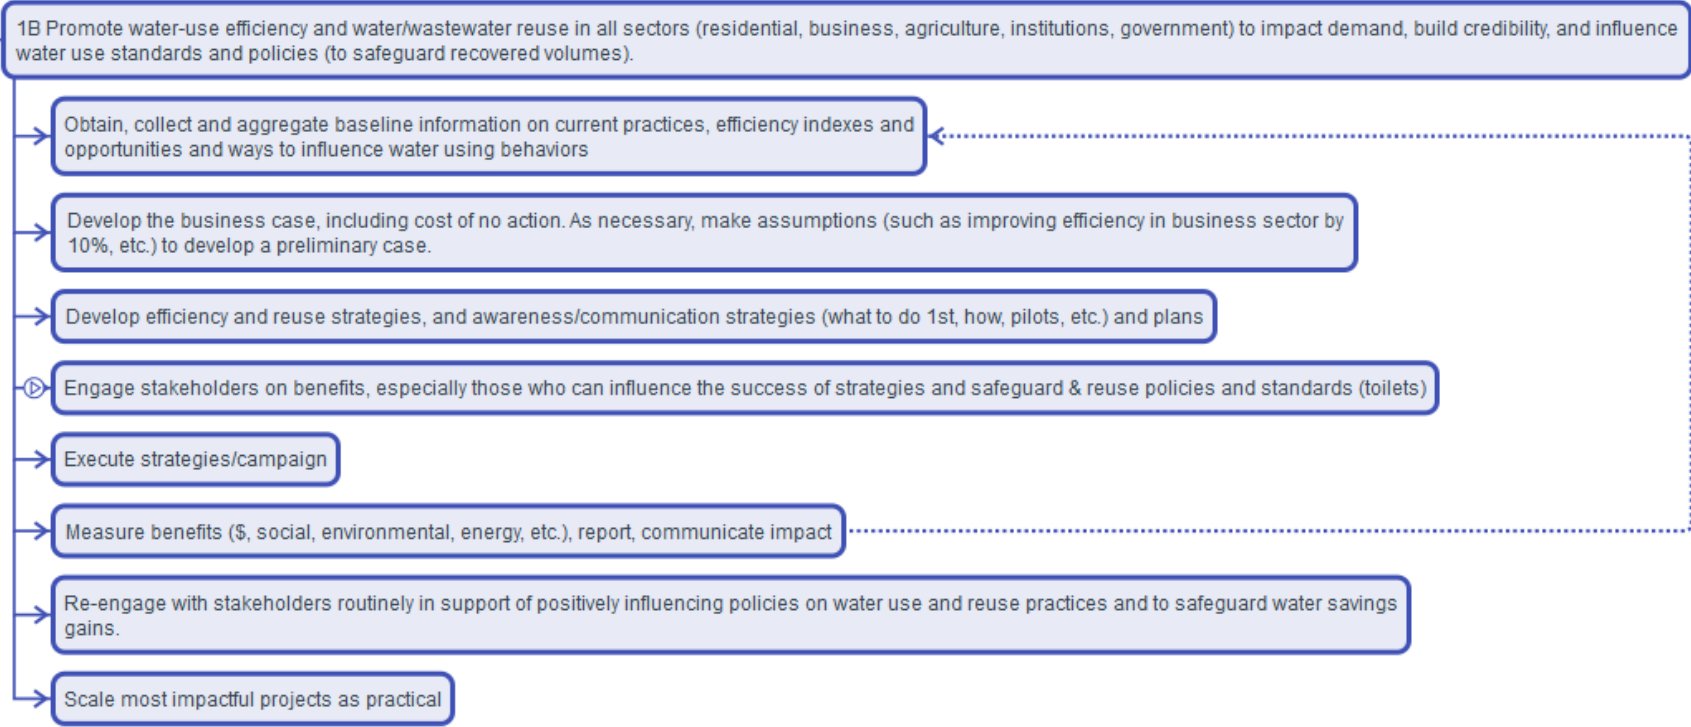 1B Promote water-use efficiency and water/wastewater reuse in all sectors (residential, business, agriculture, institutions, government) to impact demand, build credibility, and influence
water use standards and policies (to safeguard recovered volumes).
Obtain, collect and aggregate baseline information on current practices, efficiency indexes and
opportunities and ways to influence water using behaviors
Develop the business case, including cost of no action. As necessary, make assumptions (such as improving efficiency in business sector by
10%, etc.) to develop a preliminary case.
Develop efficiency and reuse strategies, and awareness/communication strategies (what to do 1st, how, pilots, etc.) and plans
Engage stakeholders on benefits, especially those who can influence the success of strategies and safeguard & reuse policies and standards (toilets)
Execute strategies/campaign
Measure benefits ($, social, environmental, energy, etc.), report, communicate impact
Re-engage with stakeholders routinely in support of positively influencing policies on water use and reuse practices and to safeguard water savings
gains.
Scale most impactful projects as practical